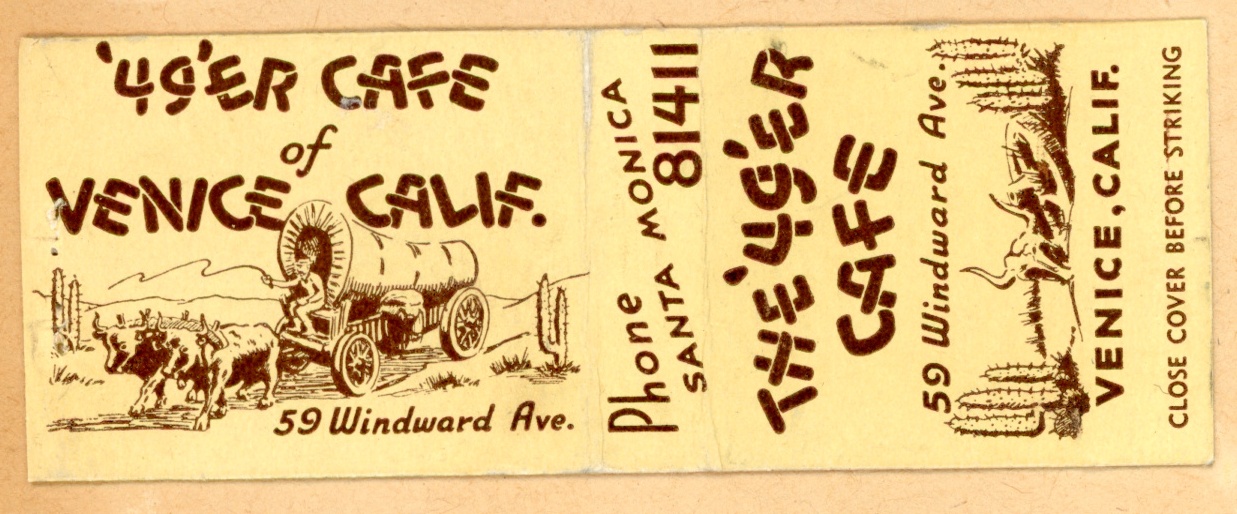 '49'ER CAFE
of
VENICE CALIF.
59 Windward Ave.
Phone
SANTA MONICA
81411
THE '49'ER
CAFE
59 Windward Ave.
VENICE, CALIF.
CLOSE COVER BEFORE STRIKING